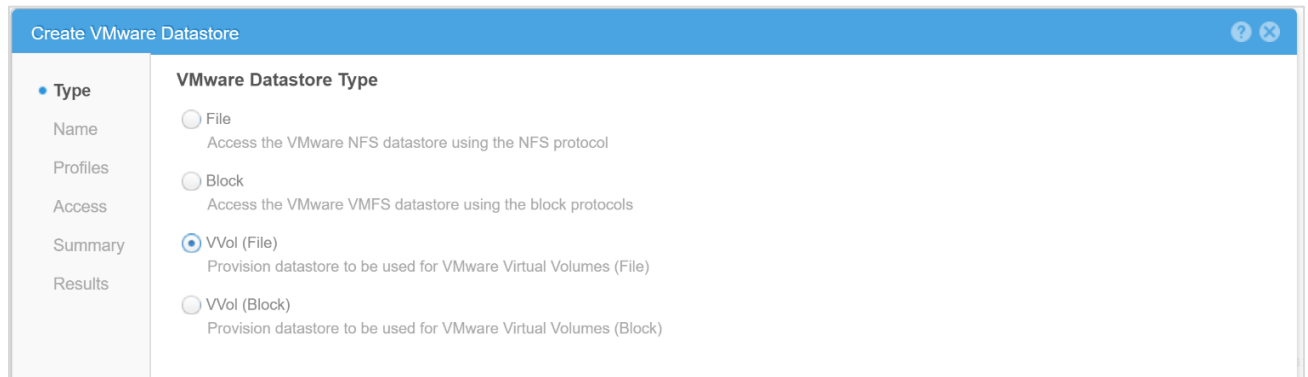 Create VMware Datastore
Type
Name
Profiles
Access
Summary
Results
VMware Datastore Type
File
Access the VMware NFS datastore using the NFS protocol
Block
Access the VMware VMFS datastore using the block protocols
VVol (File)
Provision datastore to be used for VMware Virtual Volumes (File)
VVol (Block)
Provision datastore to be used for VMware Virtual Volumes (Block)